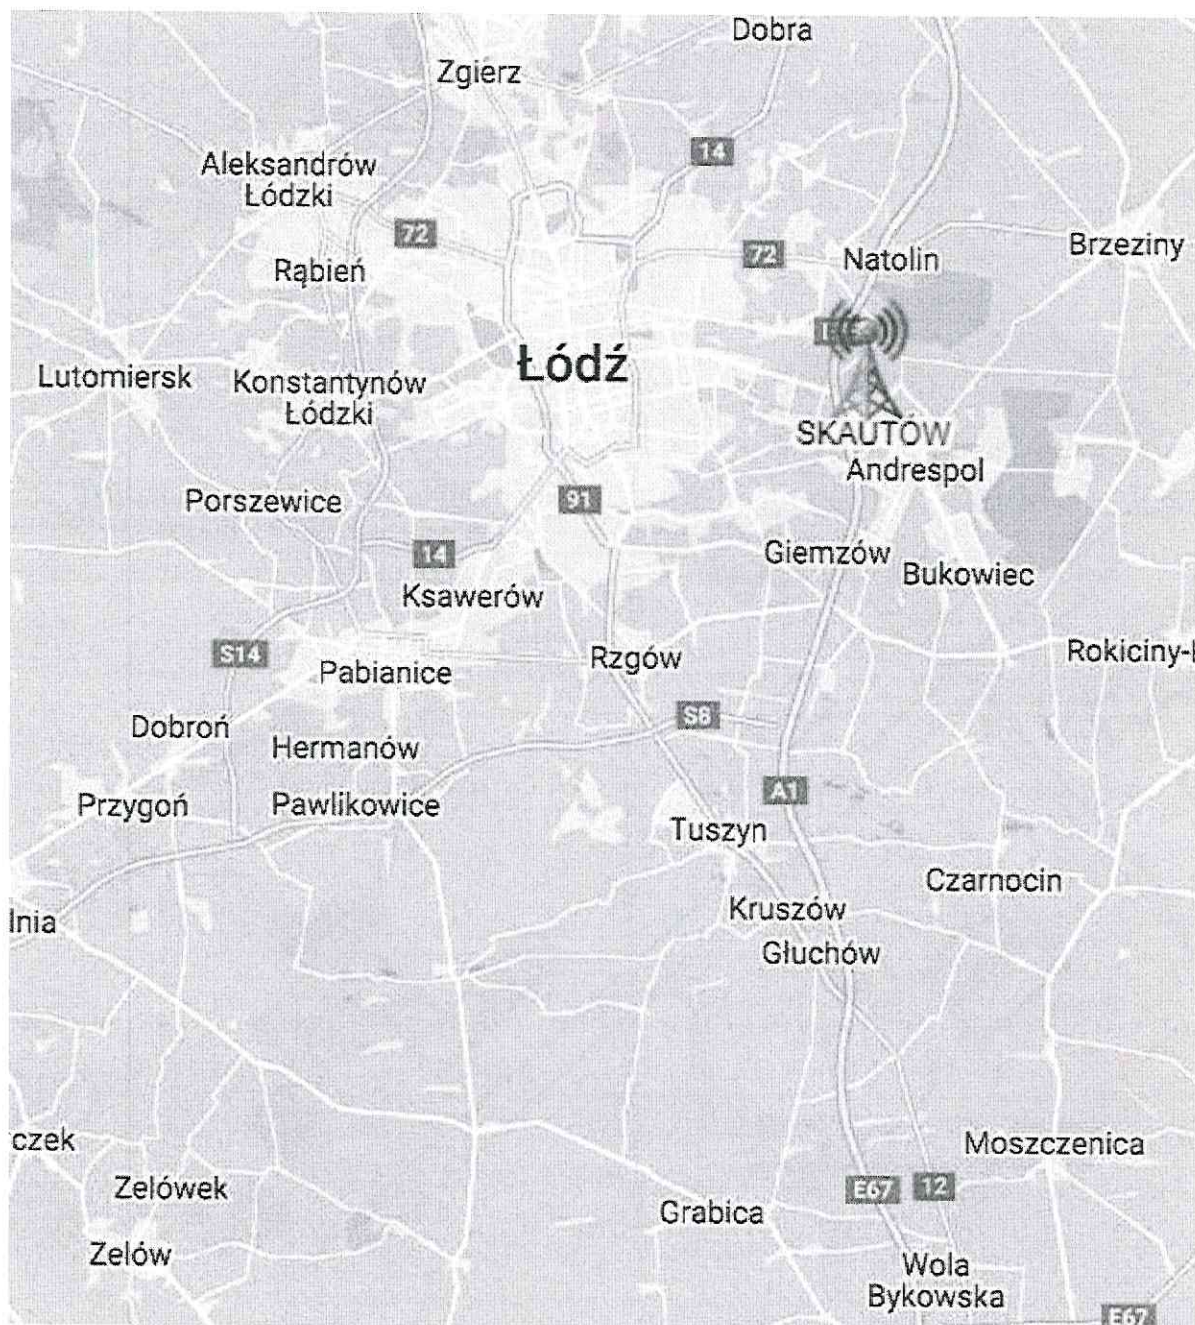 Dobra
Zgierz
14
Aleksandrów
Łódzki
72
72
Natolin
Brzeziny
Rąbień
Łódź
Lutomiersk
Konstantynów
Łódzki
SKAUTÓW
Andrespol
Porszewice
91
14
Giemzów
Bukowiec
Ksawerów
S14
Rzgów
Rokiciny-
Pabianice
S8
Dobroń
Hermanów
A1
Przygoń
Pawlikowice
Tuszyn
Czarnocin
Kruszów
lnia
Głuchów
czek
Moszczenica
Zelówek
E67
12
Grabica
Zelów
Wola
Bykowska
E67